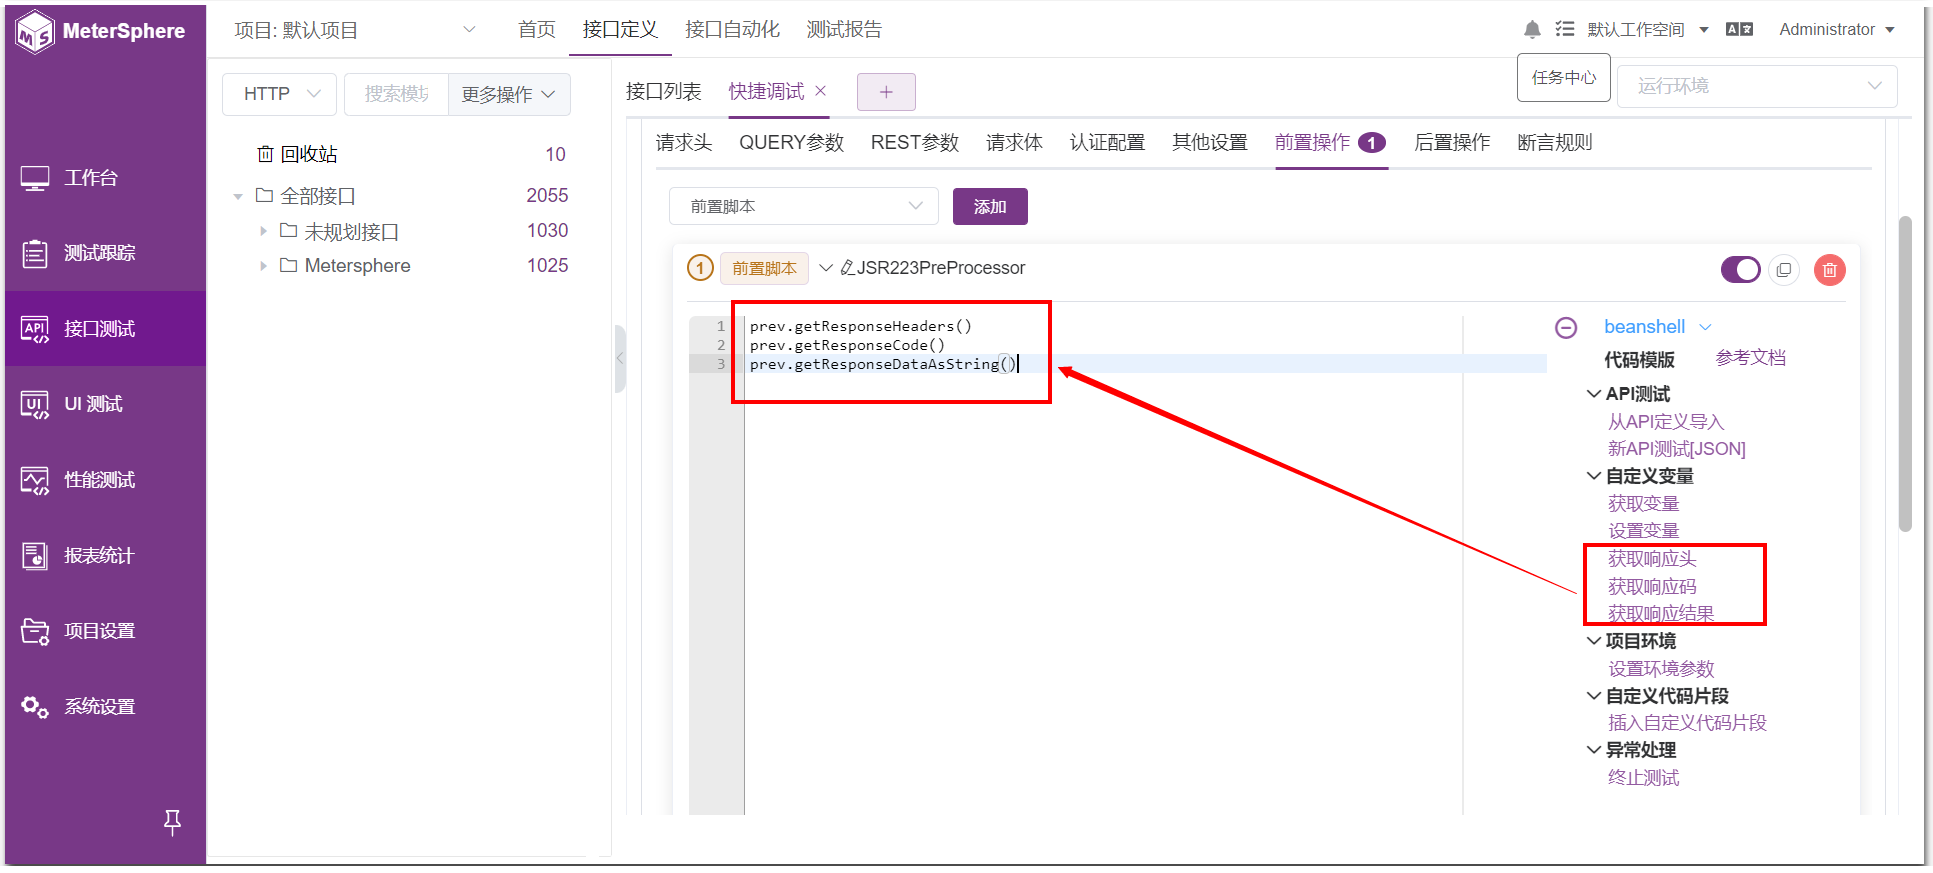 MeterSphere
项目: 默认项目
首页
接口定义
接口自动化
测试报告
默认工作空间
Administrator
任务中心
工作台
测试跟踪
API
接口测试
UI
UI 测试
性能测试
报表统计
项目设置
系统设置
HTTP
搜索模块
更多操作
回收站 10
全部接口 2055
未规划接口 1030
Metersphere 1025
接口列表
快捷调试
运行环境
请求头
QUERY参数
REST参数
请求体
认证配置
其他设置
前置操作 1
后置操作
断言规则
前置脚本
添加
1 前置脚本 JSR223PreProcessor
1 prev.getResponseHeaders()
2 prev.getResponseCode()
3 prev.getResponseDataAsString()
beanshell
代码模版 参考文档
API测试
从API定义导入
新API测试[JSON]
自定义变量
获取变量
设置变量
获取响应头
获取响应码
获取响应结果
项目环境
设置环境参数
自定义代码片段
插入自定义代码片段
异常处理
终止测试